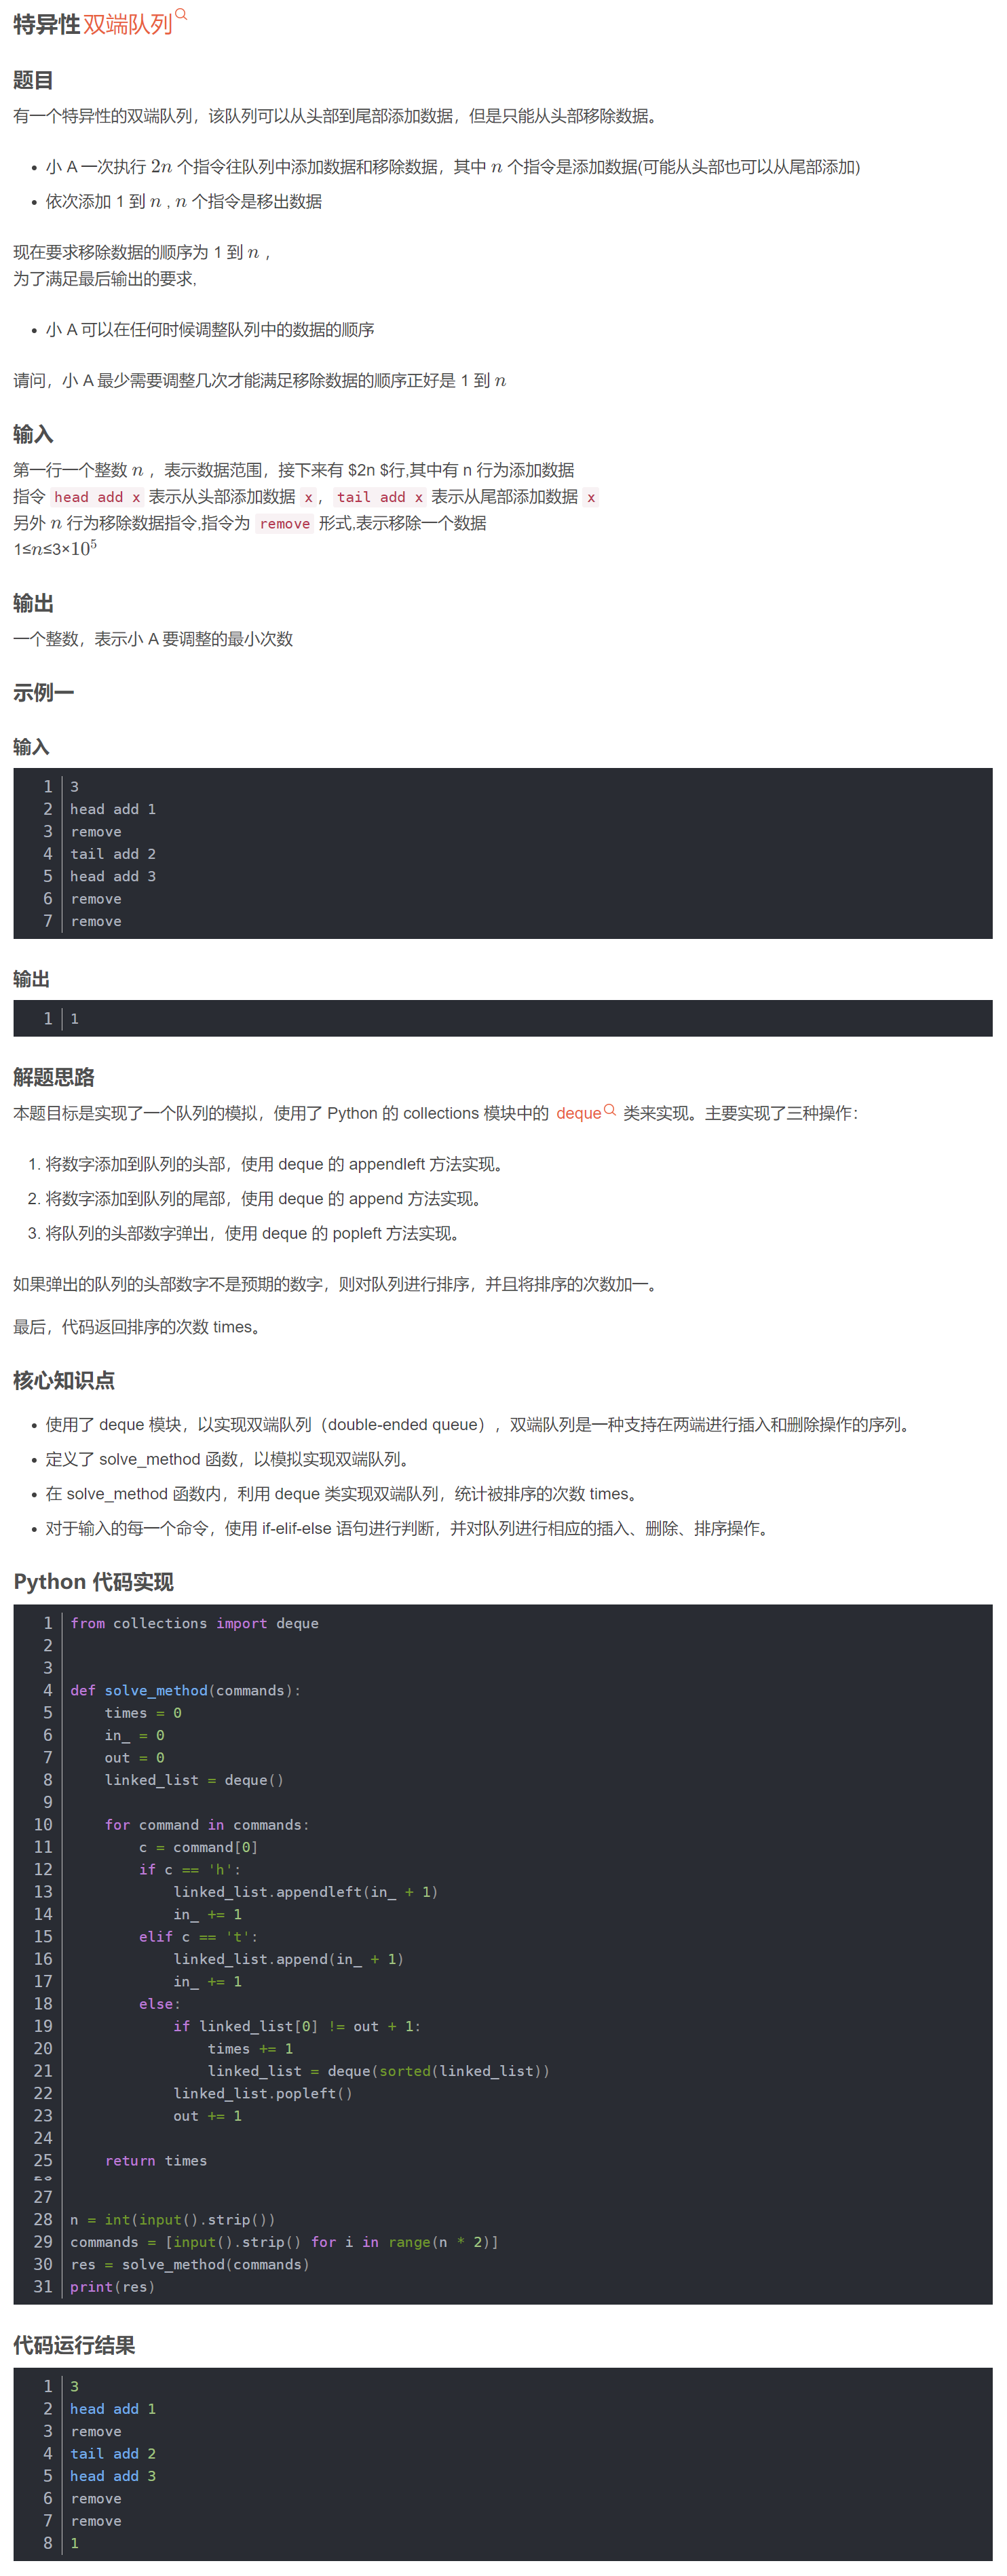 特异性双端队列
题目
有一个特异性的双端队列，该队列可以从头部到尾部添加数据，但是只能从头部移除数据。
• 小 A 一次执行 2n 个指令往队列中添加数据和移除数据，其中 n 个指令是添加数据(可能从头部也可以从尾部添加)
• 依次添加 1 到 n , n 个指令是移出数据
现在要求移除数据的顺序为 1 到 n ，
为了满足最后输出的要求,
• 小 A 可以在任何时候调整队列中的数据的顺序
请问，小 A 最少需要调整几次才能满足移除数据的顺序正好是 1 到 n
输入
第一行一个整数 n ，表示数据范围，接下来有 $2n $行,其中有 n 行为添加数据
指令 head add x 表示从头部添加数据 x，tail add x 表示从尾部添加数据 x
另外 n 行为移除数据指令,指令为 remove 形式,表示移除一个数据
1≤n≤3×10⁵
输出
一个整数，表示小 A 要调整的最小次数
示例一
输入
1 3
2 head add 1
3 remove
4 tail add 2
5 head add 3
6 remove
7 remove
输出
1 1
解题思路
本题目标是实现了一个队列的模拟，使用了 Python 的 collections 模块中的 deque 类来实现。主要实现了三种操作：
1. 将数字添加到队列的头部，使用 deque 的 appendleft 方法实现。
2. 将数字添加到队列的尾部，使用 deque 的 append 方法实现。
3. 将队列的头部数字弹出，使用 deque 的 popleft 方法实现。
如果弹出的队列的头部数字不是预期的数字，则对队列进行排序，并且将排序的次数加一。
最后，代码返回排序的次数 times。
核心知识点
• 使用了 deque 模块，以实现双端队列（double-ended queue），双端队列是一种支持在两端进行插入和删除操作的序列。
• 定义了 solve_method 函数，以模拟实现双端队列。
• 在 solve_method 函数内，利用 deque 类实现双端队列，统计被排序的次数 times。
• 对于输入的每一个命令，使用 if-elif-else 语句进行判断，并对队列进行相应的插入、删除、排序操作。
Python 代码实现
1 from collections import deque
2
3
4 def solve_method(commands):
5     times = 0
6     in_ = 0
7     out = 0
8     linked_list = deque()
9
10     for command in commands:
11         c = command[0]
12         if c == 'h':
13             linked_list.appendleft(in_ + 1)
14             in_ += 1
15         elif c == 't':
16             linked_list.append(in_ + 1)
17             in_ += 1
18         else:
19             if linked_list[0] != out + 1:
20                 times += 1
21                 linked_list = deque(sorted(linked_list))
22             linked_list.popleft()
23             out += 1
24
25     return times
27
28 n = int(input().strip())
29 commands = [input().strip() for i in range(n * 2)]
30 res = solve_method(commands)
31 print(res)
代码运行结果
1 3
2 head add 1
3 remove
4 tail add 2
5 head add 3
6 remove
7 remove
8 1